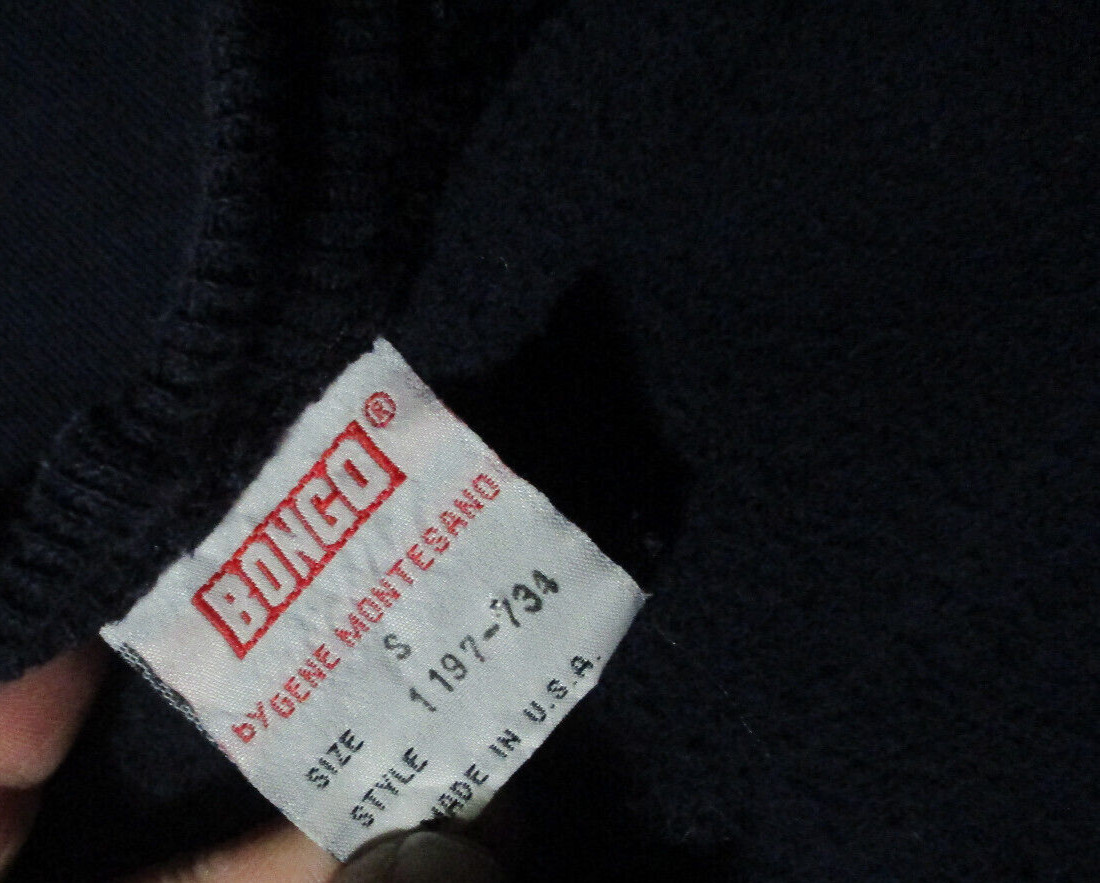 BONGO®
by GENE MONTESANO
SIZE S
STYLE 1197-734
MADE IN U.S.A.